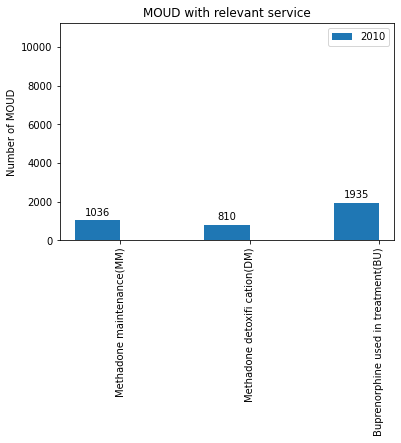 MOUD with relevant service
2010
10000
8000
6000
4000
2000
0
Number of MOUD
1036
810
1935
Methadone maintenance(MM)
Methadone detoxifi cation(DM)
Buprenorphine used in treatment(BU)